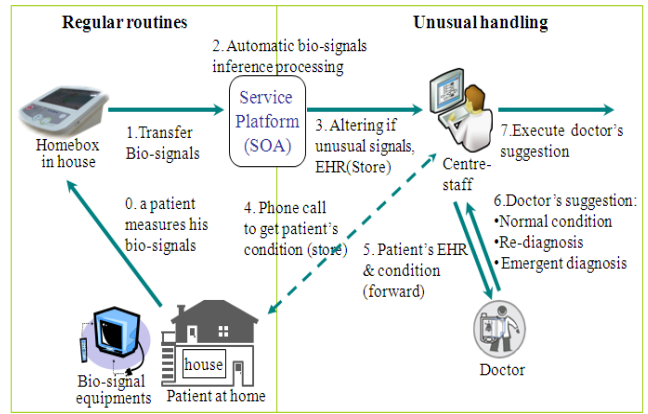 Regular routines
Unusual handling
2. Automatic bio-signals
inference processing
Service
Platform
(SOA)
Homebox
in house
1.Transfer
Bio-signals
3. Altering if
unusual signals,
EHR(Store)
Centre-
staff
7.Execute doctor's
suggestion
0. a patient
measures his
bio-signals
4. Phone call
to get patient's
condition (store)
5. Patient's EHR
& condition
(forward)
6.Doctor's suggestion:
•Normal condition
•Re-diagnosis
•Emergent diagnosis
house
Bio-signal
equipments
Patient at home
Doctor